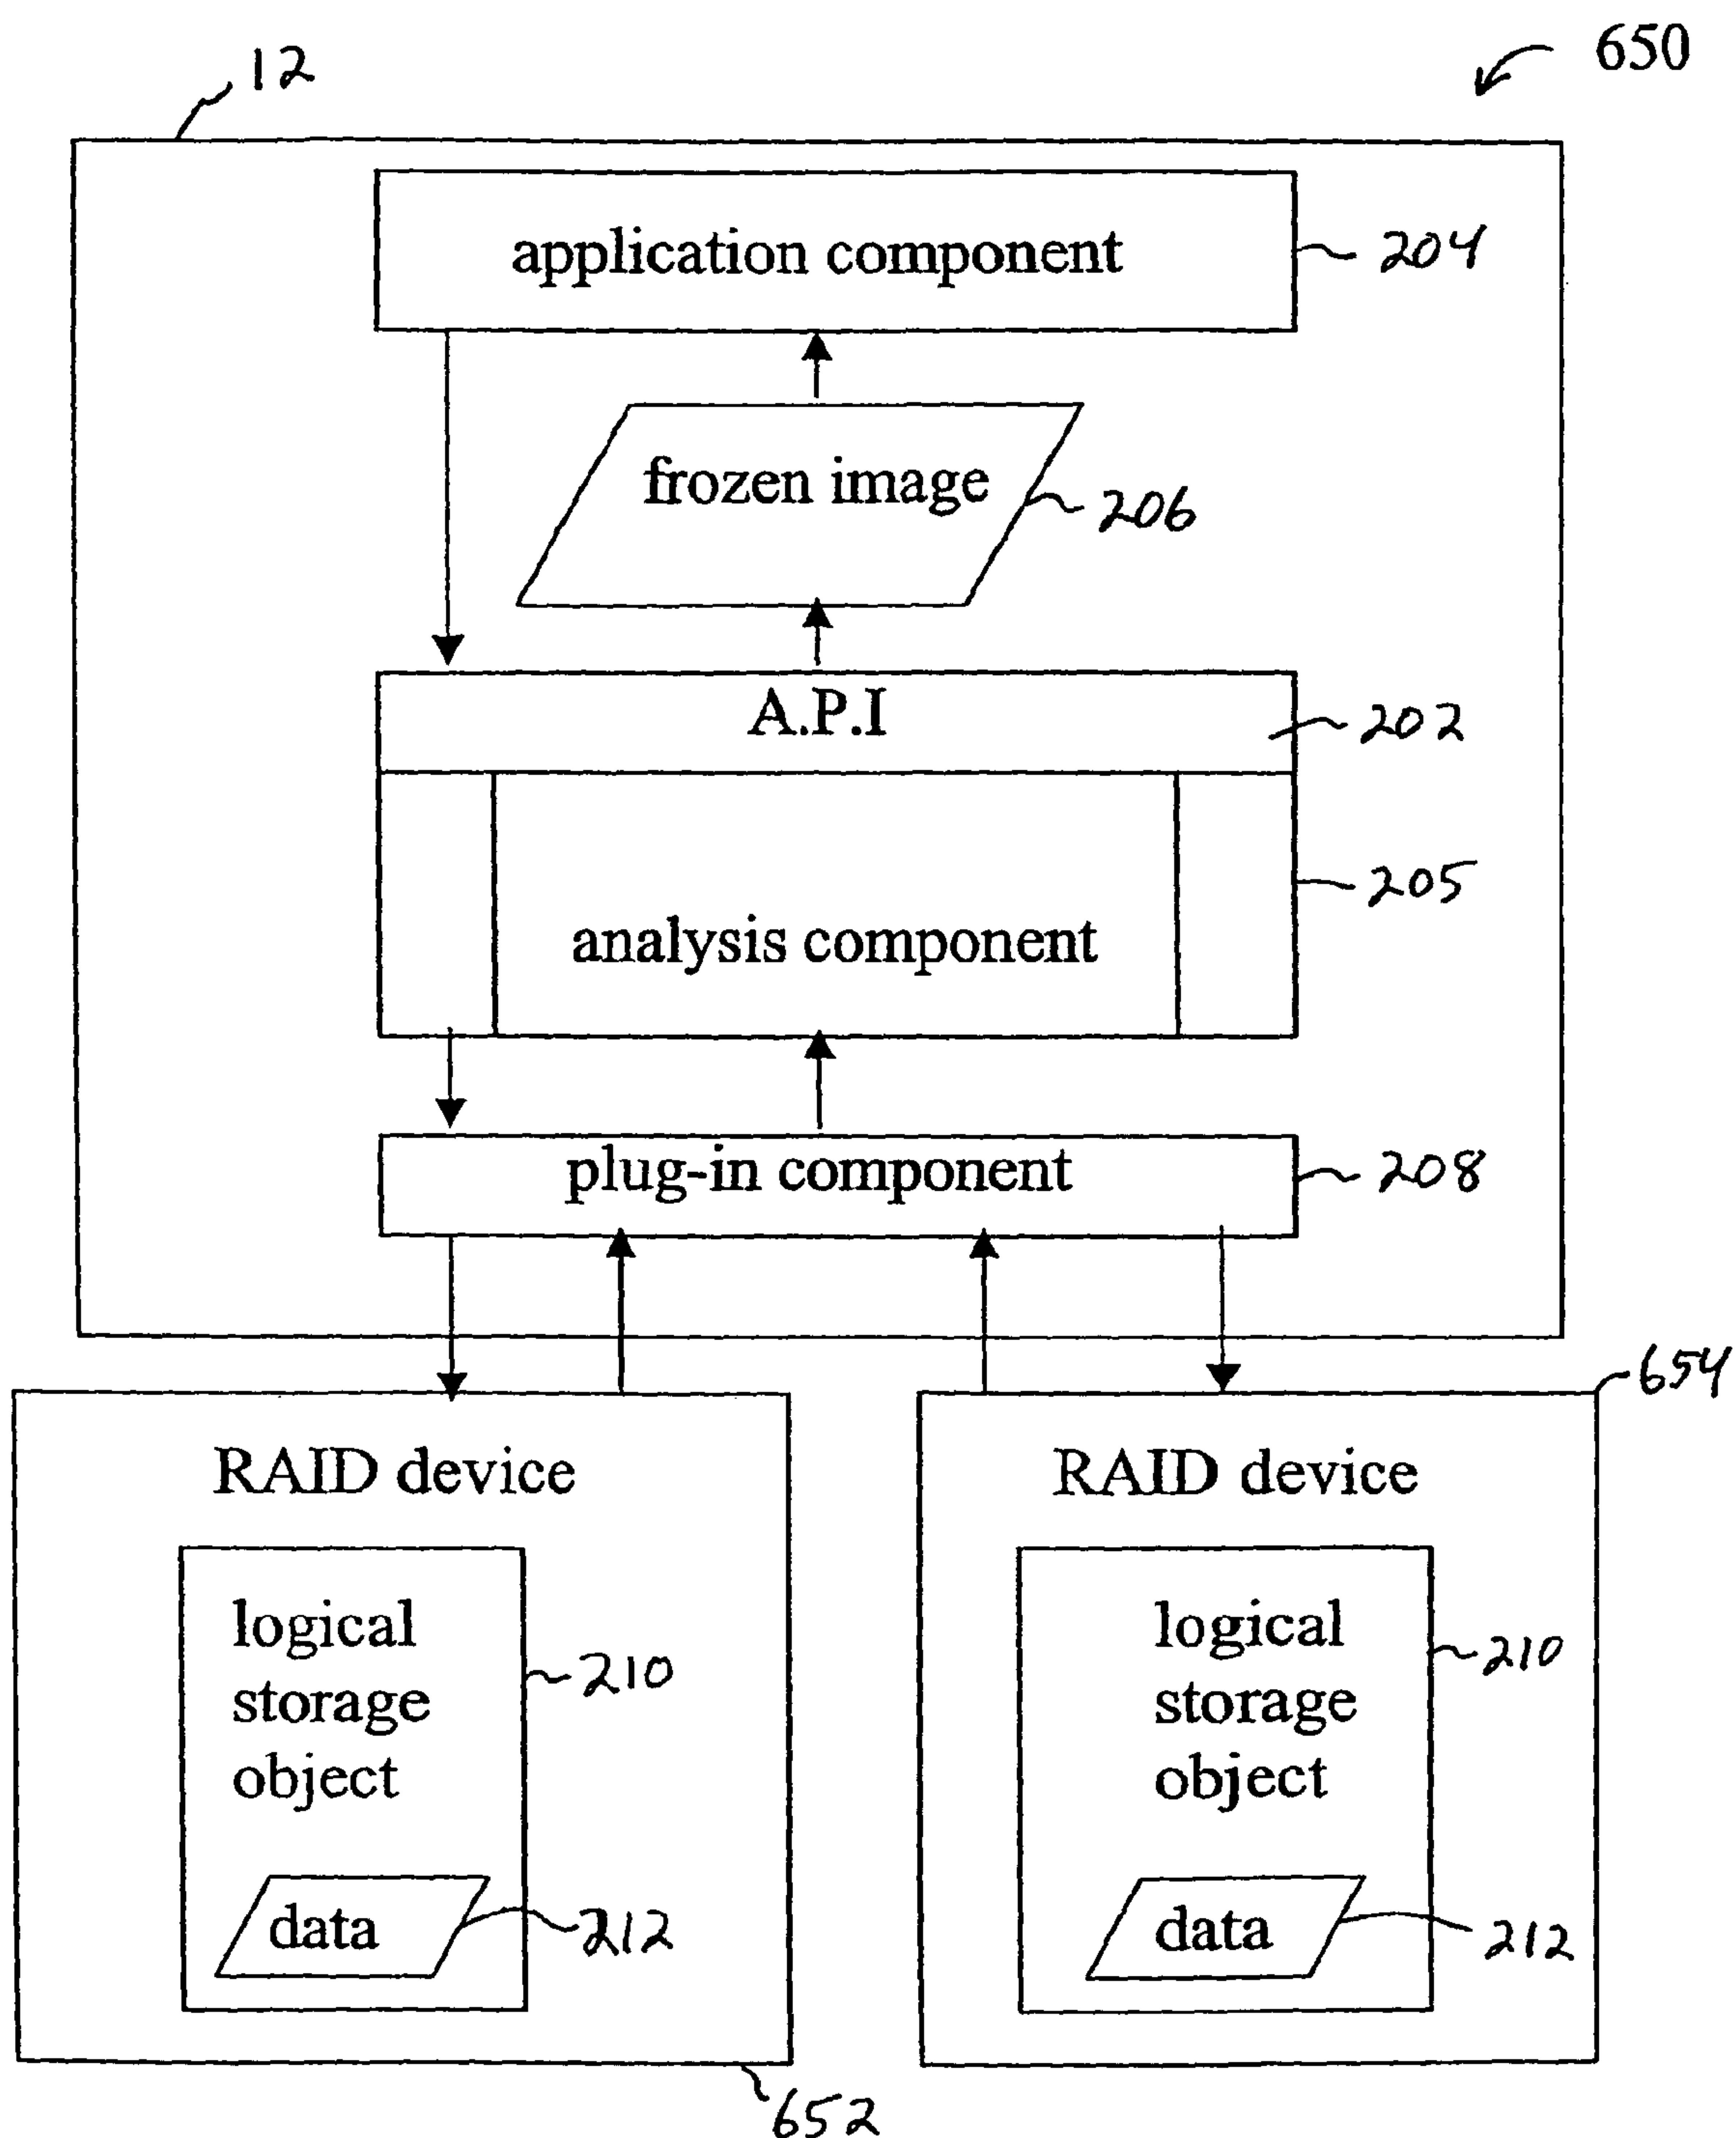 650
12
application component
204
frozen image
206
A.P.I
202
205
analysis component
plug-in component
208
654
RAID device
RAID device
logical
storage
object
210
logical
storage
object
210
data
212
data
212
652